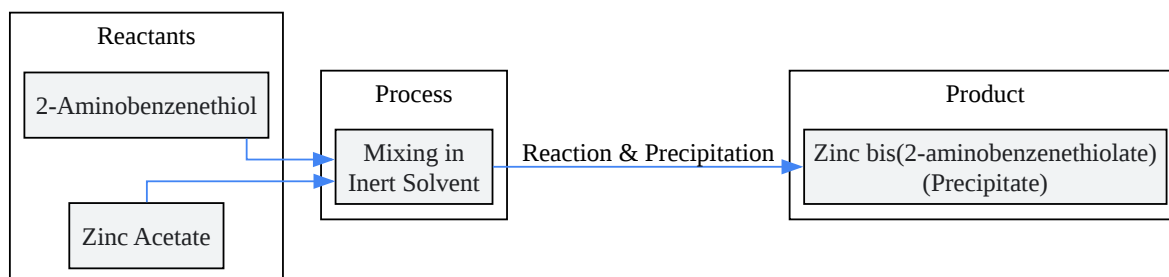 Reactants
2-Aminobenzenethiol
Zinc Acetate
Process
Mixing in
Inert Solvent
Reaction & Precipitation
Product
Zinc bis(2-aminobenzenethiolate)
(Precipitate)